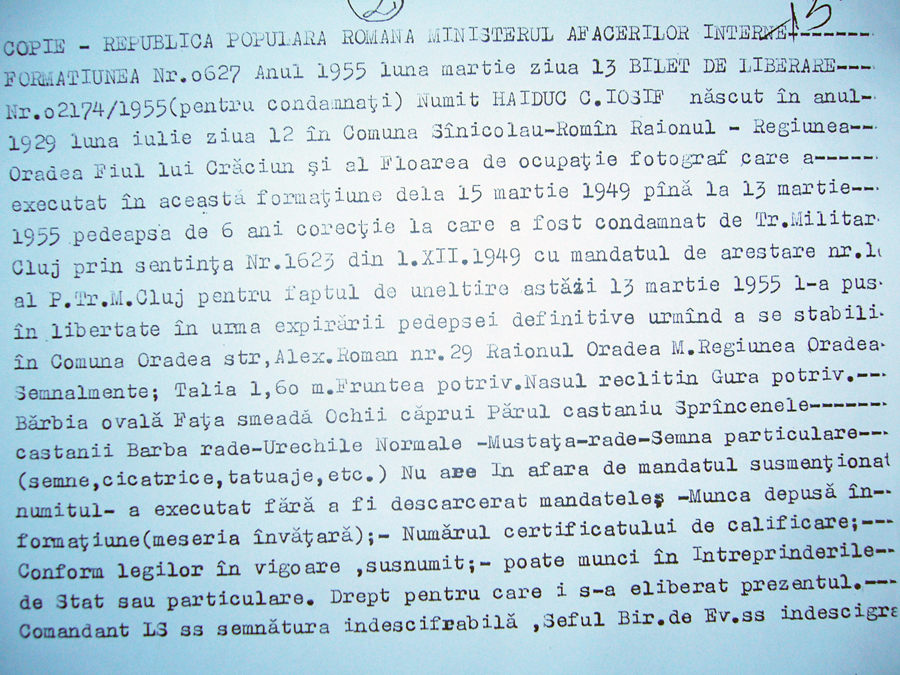 2 15
COPIE - REPUBLICA POPULARA ROMANA MINISTERUL AFACERILOR INTERNE-------
FORMATIUNEA Nr.o627 Anul 1955 luna martie ziua 13 BILET DE LIBERARE---
Nr.o2174/1955(pentru condamnaţi) Numit HAIDUC C.IOSIF născut în anul-
1929 luna iulie ziua 12 în Comuna Sînicolau-Romîn Raionul - Regiunea--
Oradea Fiul lui Crăciun şi al Floarea de ocupaţie fotograf care a-----
executat în această formaţiune dela 15 martie 1949 pînă la 13 martie--
1955 pedeapsa de 6 ani corecţie la care a fost condamnat de Tr.Militar
Cluj prin sentinţa Nr.1623 din 1.XII.1949 cu mandatul de arestare nr.
al P.Tr.M.Cluj pentru faptul de uneltire astăzi 13 martie 1955 l-a pus
în libertate în urma expirării pedepsei definitive urmînd a se stabili
în Comuna Oradea str,Alex.Roman nr.29 Raionul Oradea M.Regiunea Oradea
Semnalmente; Talia 1,6o m.Fruntea potriv.Nasul reclitin Gura potriv.--
Bărbia ovală Faţa smeadă Ochii căprui Părul castaniu Sprîncenele------
castanii Barba rade-Urechile Normale -Mustaţa-rade-Semna particulare--
(semne,cicatrice,tatuaje,etc.) Nu are In afara de mandatul susmenţionat
numitul- a executat fără a fi descarcerat mandateleş -Munca depusă în-
formaţiune(meseria învăţară);- Numărul certificatului de calificare;--
Conform legilor în vigoare ,susnumit;- poate munci în Intreprinderile--
de Stat sau particulare. Drept pentru care i s-a eliberat prezentul.---
Comandant LS ss semnătura indescifrabilă ,Seful Bir.de Ev.ss indescigra